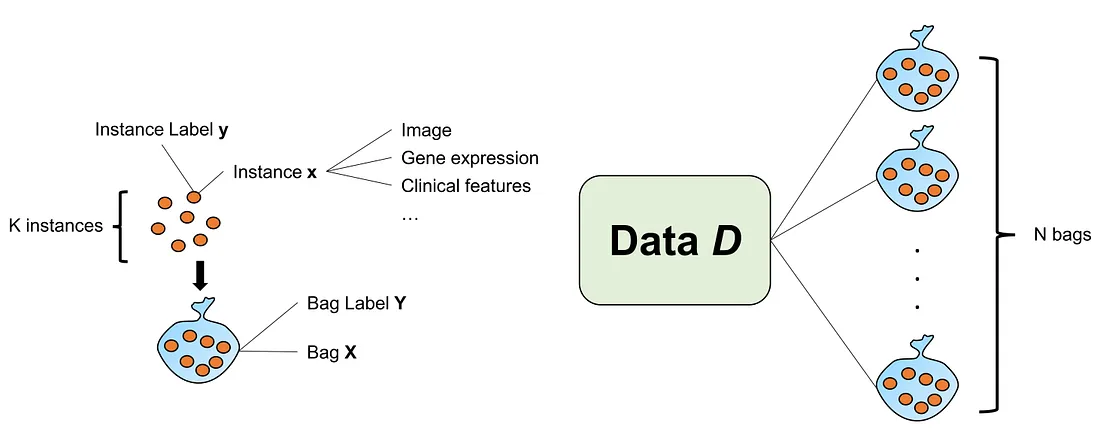 Instance Label y
Instance x
Image
Gene expression
Clinical features
...
K instances
Bag Label Y
Bag X
Data D
N bags